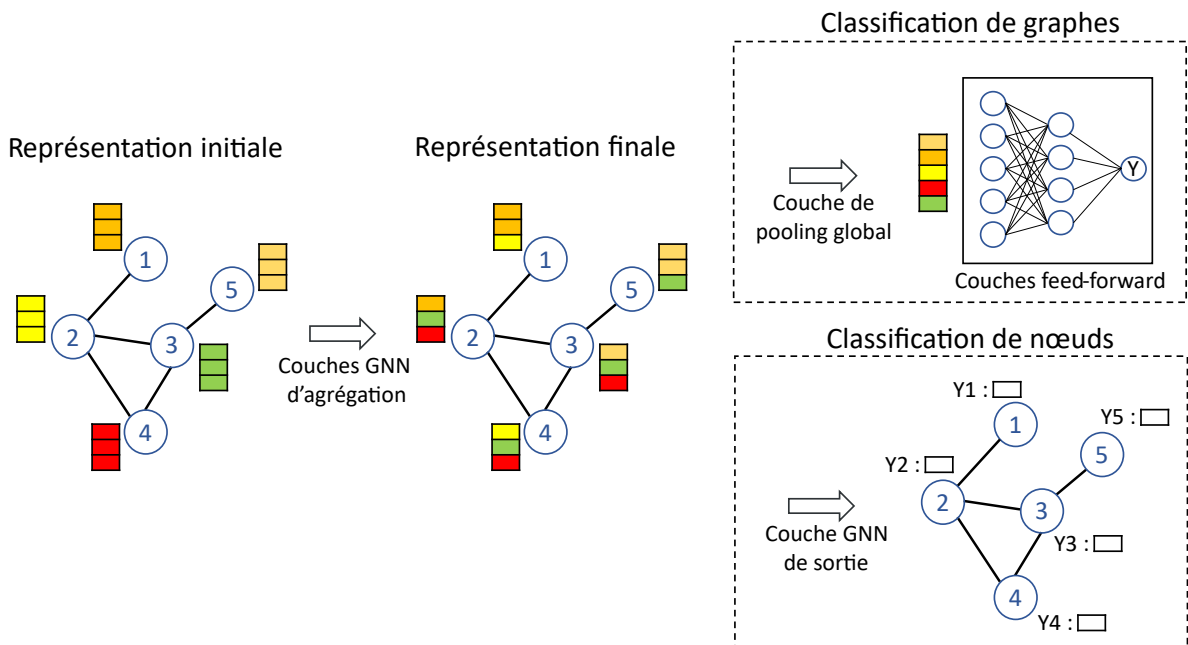 Représentation initiale
1
5
2
3
4
Couches GNN
d'agrégation
Représentation finale
1
5
2
3
4
Classification de graphes
Couche de
pooling global
Y
Couches feed-forward
Classification de nœuds
Couche GNN
de sortie
Y1 :
1
Y5 :
5
Y2 :
2
3
Y3 :
4
Y4 :